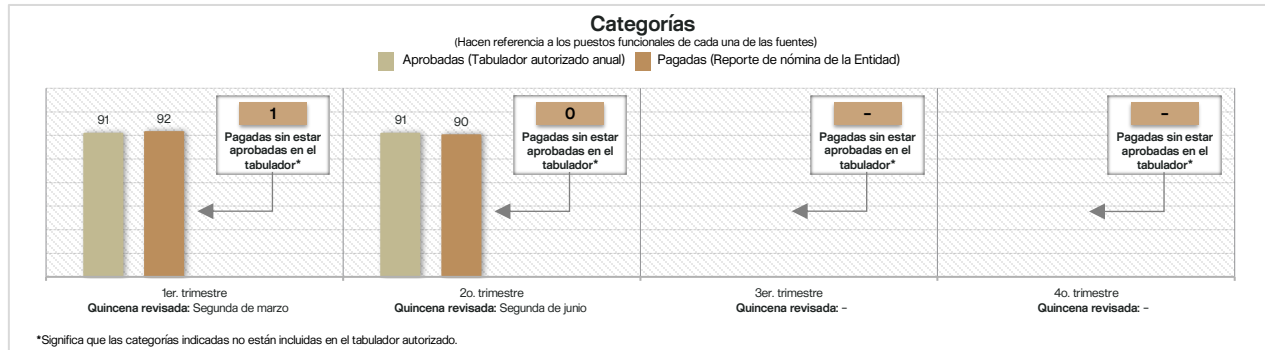 Categorías
(Hacen referencia a los puestos funcionales de cada una de las fuentes)
Aprobadas (Tabulador autorizado anual) Pagadas (Reporte de nómina de la Entidad)
91 92
1
Pagadas sin estar
aprobadas en el
tabulador*
91 90
0
Pagadas sin estar
aprobadas en el
tabulador*
–
Pagadas sin estar
aprobadas en el
tabulador*
–
Pagadas sin estar
aprobadas en el
tabulador*
1er. trimestre
Quincena revisada: Segunda de marzo
2o. trimestre
Quincena revisada: Segunda de junio
3er. trimestre
Quincena revisada: –
4o. trimestre
Quincena revisada: –
*Significa que las categorías indicadas no están incluidas en el tabulador autorizado.